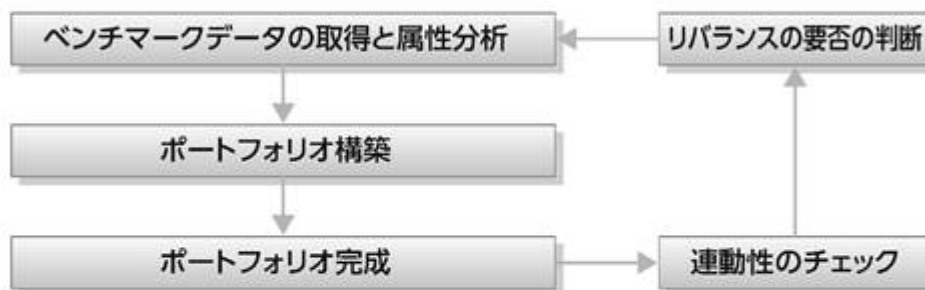 ベンチマークデータの取得と属性分析
リバランスの要否の判断
ポートフォリオ構築
ポートフォリオ完成
連動性のチェック